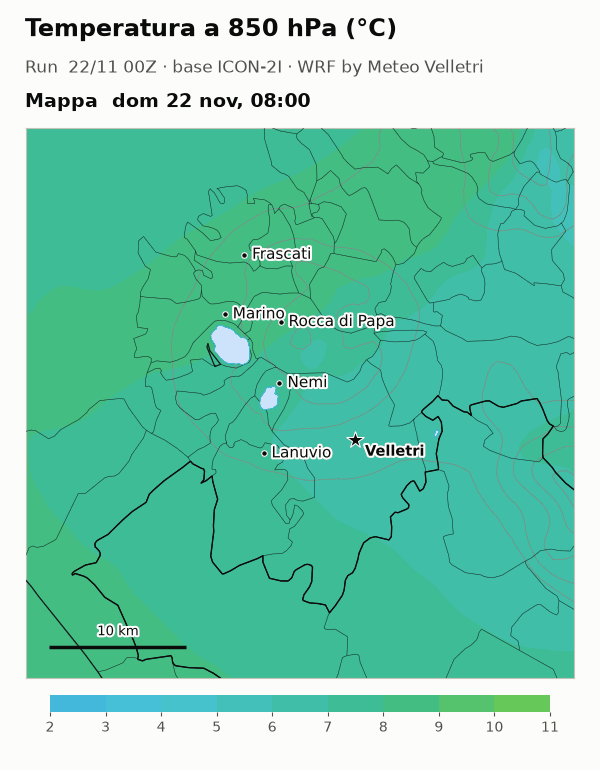 Temperatura a 850 hPa (°C)
Run  22/11 00Z · base ICON-2I · WRF by Meteo Velletri
Mappa  dom 22 nov, 08:00
Frascati
Marino
Rocca di Papa
Nemi
Velletri
Lanuvio
10 km
2 3 4 5 6 7 8 9 10 11